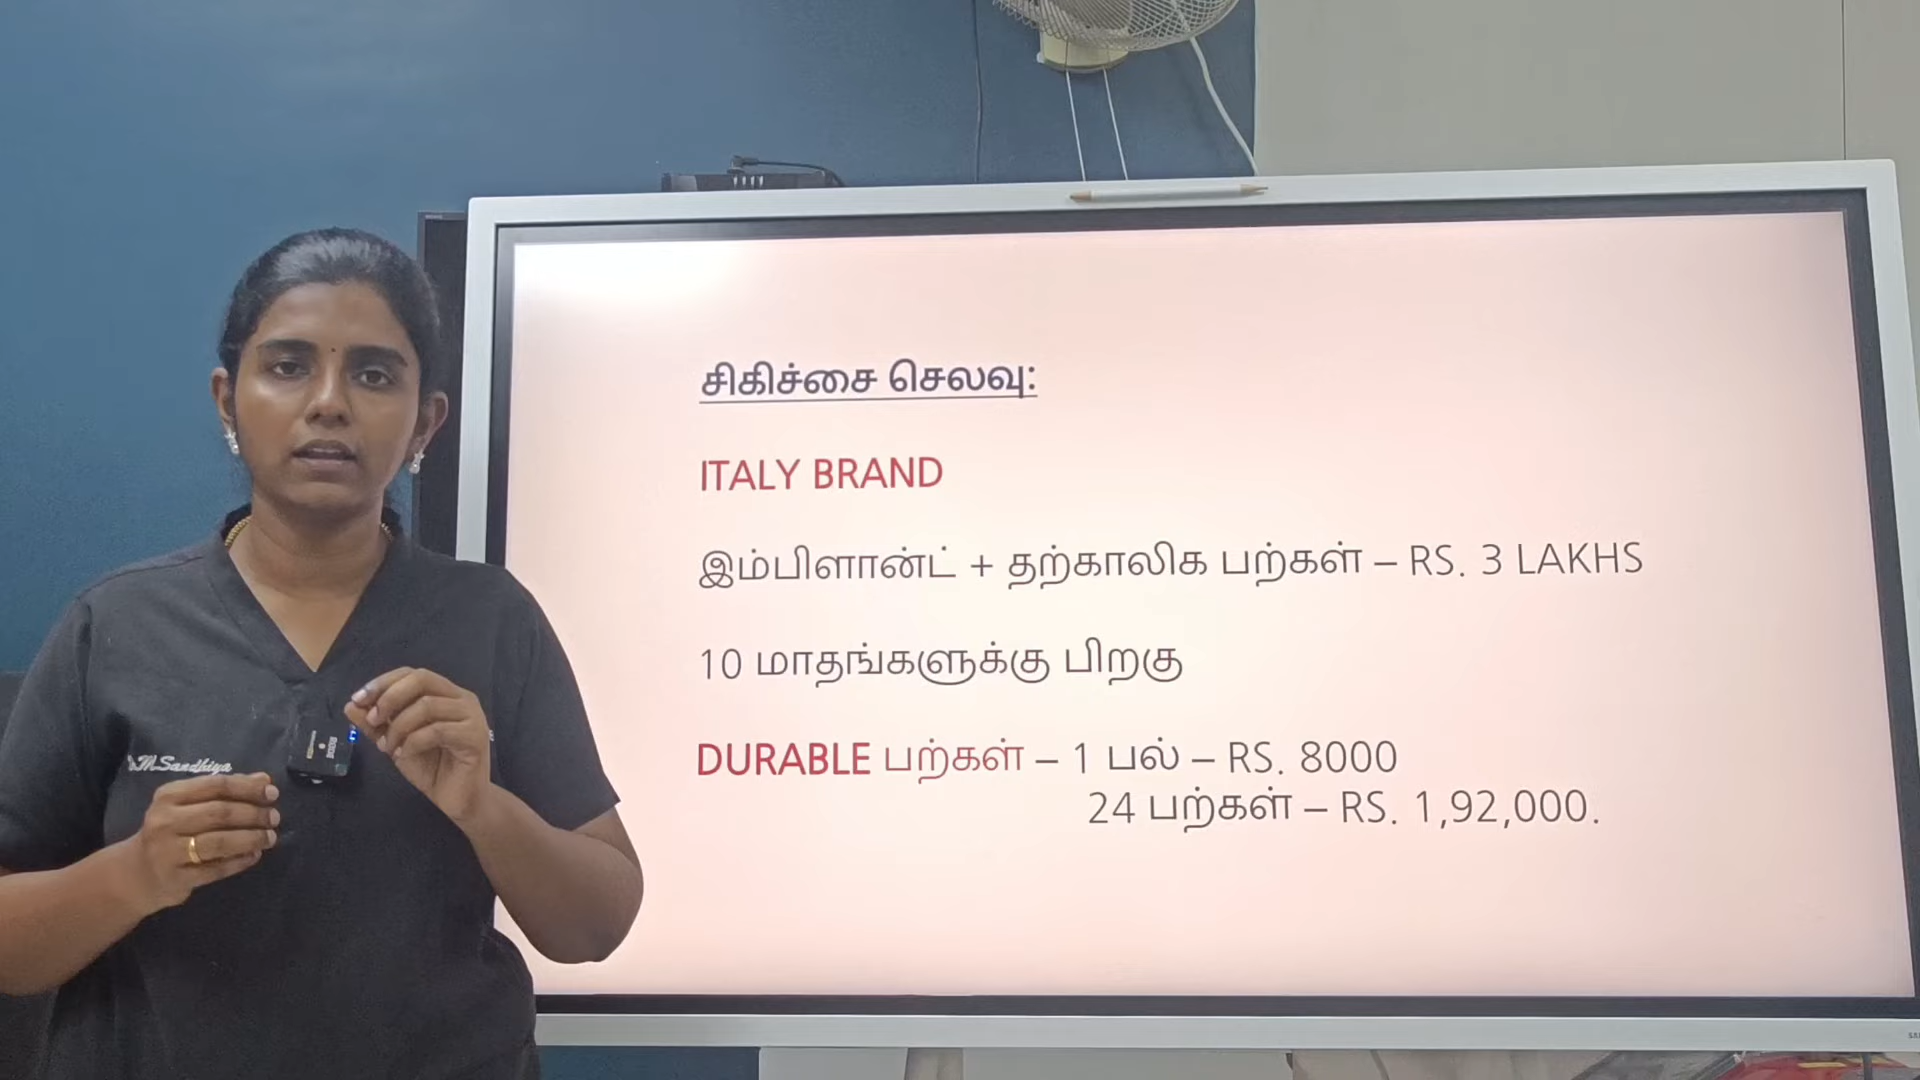 சிகிச்சை செலவு:
ITALY BRAND
இம்பிளான்ட் + தற்காலிக பற்கள் – RS. 3 LAKHS
10 மாதங்களுக்கு பிறகு
DURABLE பற்கள் – 1 பல் – RS. 8000
24 பற்கள் – RS. 1,92,000.
M.Sandhiya